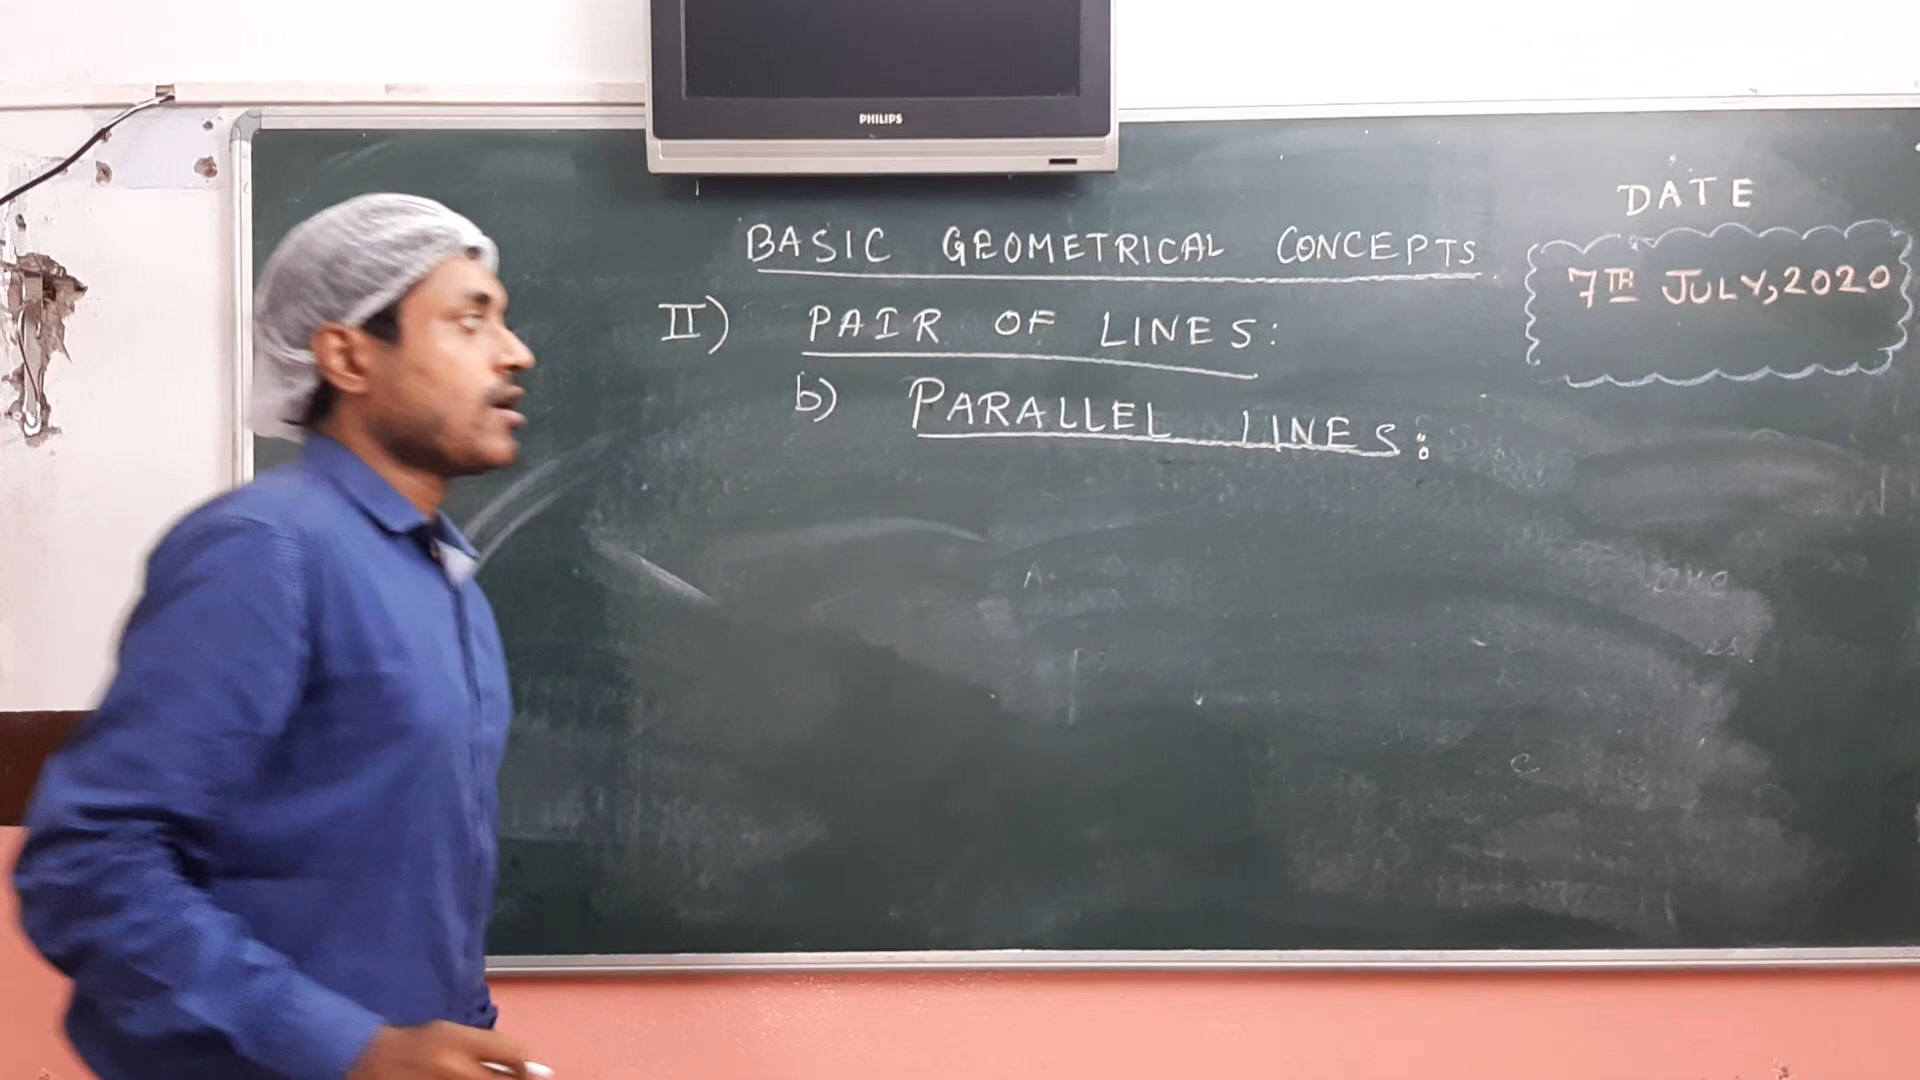 PHILIPS
DATE
7TH JULY, 2020
BASIC GEOMETRICAL CONCEPTS
II) PAIR OF LINES:
b) PARALLEL LINES: